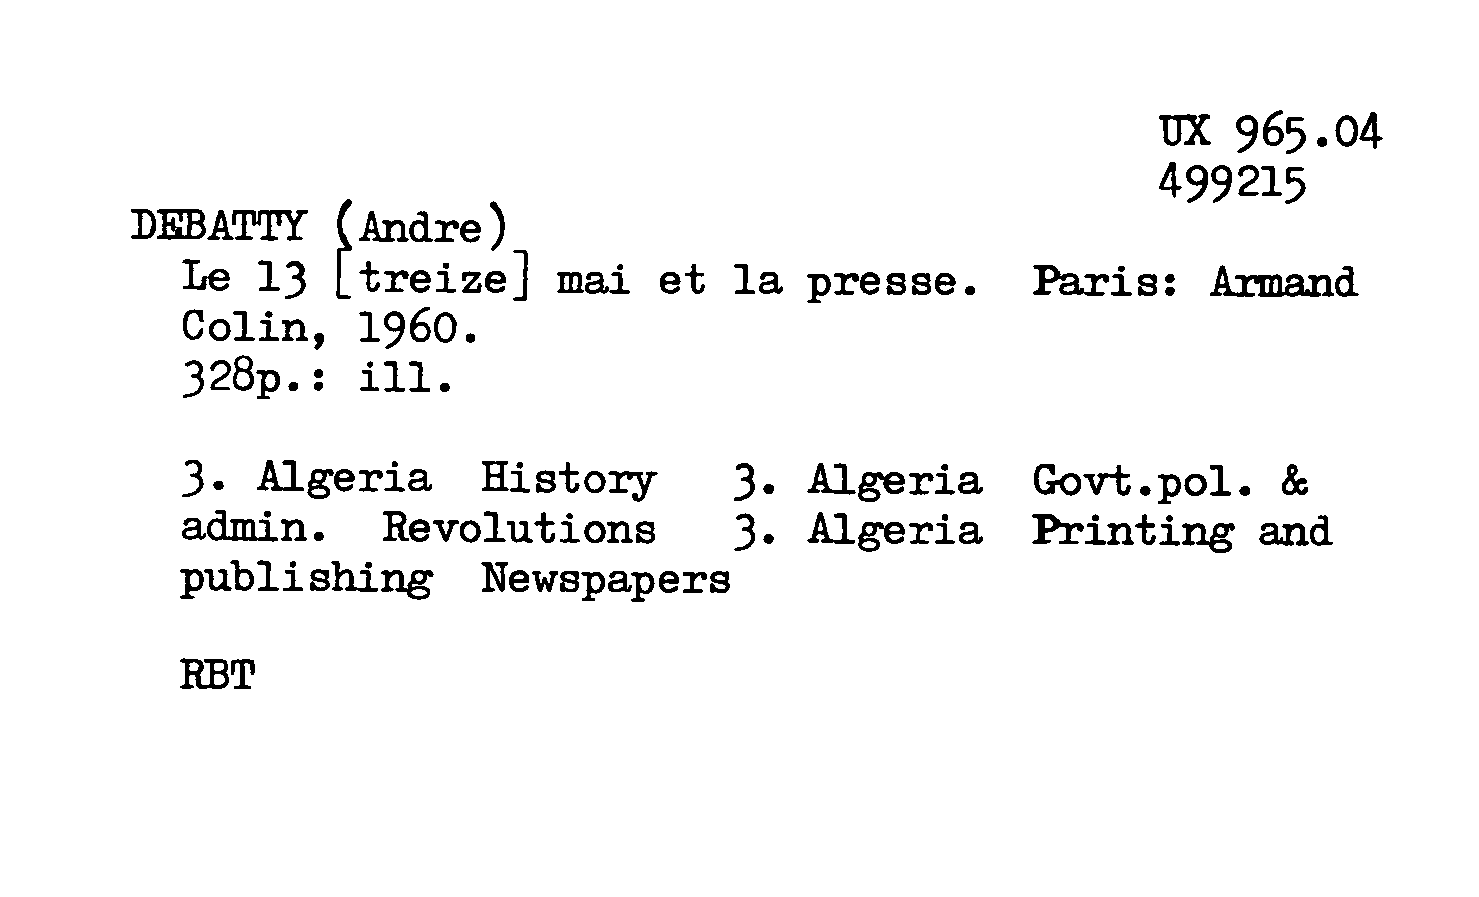 UX 965.04
499215
DEBATTY (Andre)
Le 13 [treize] mai et la presse. Paris: Armand
Colin, 1960.
328p.: ill.
3. Algeria History 3. Algeria Govt.pol. &
admin. Revolutions 3. Algeria Printing and
publishing Newspapers
RBT